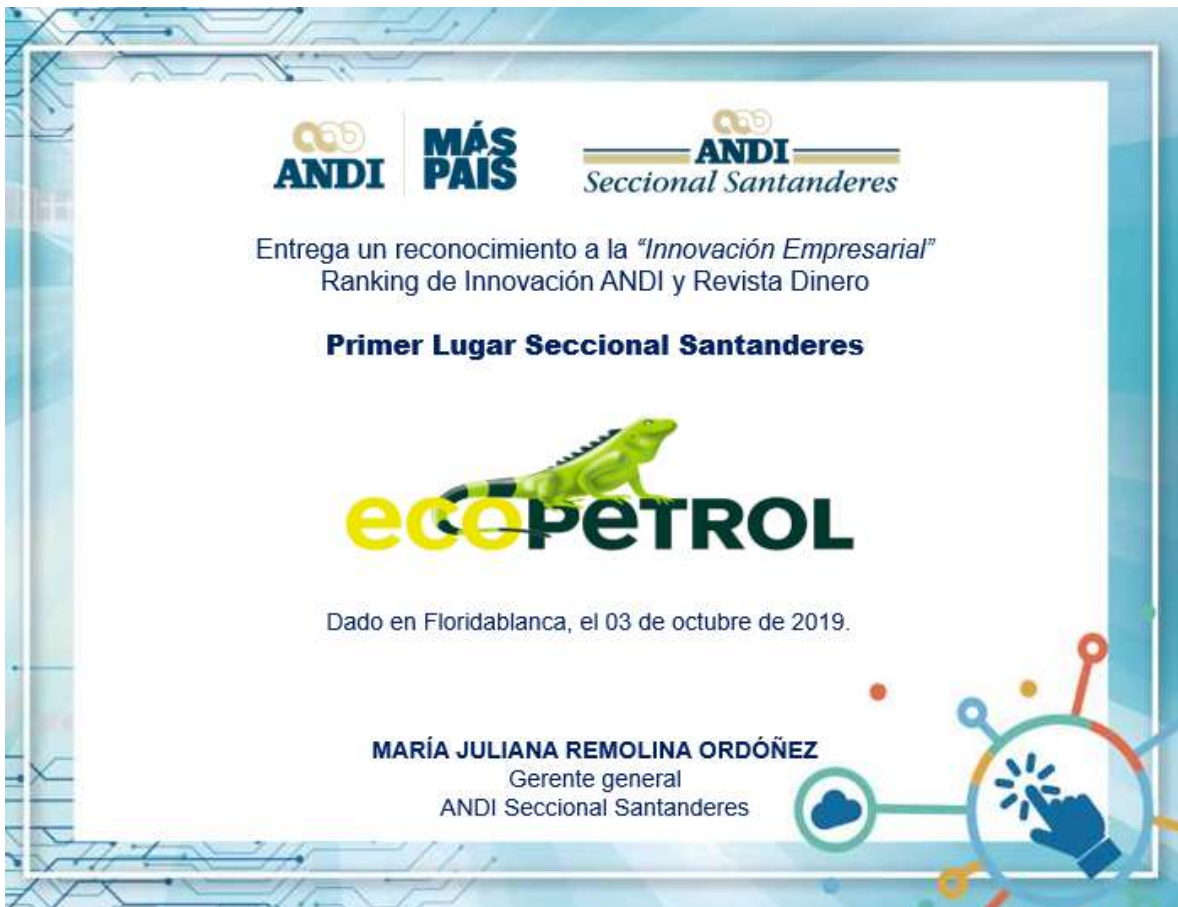 ANDI
MÁS
PAÍS
ANDI
Seccional Santanderes
Entrega un reconocimiento a la “Innovación Empresarial”
Ranking de Innovación ANDI y Revista Dinero
Primer Lugar Seccional Santanderes
ecopeTROL
Dado en Floridablanca, el 03 de octubre de 2019.
MARÍA JULIANA REMOLINA ORDÓÑEZ
Gerente general
ANDI Seccional Santanderes